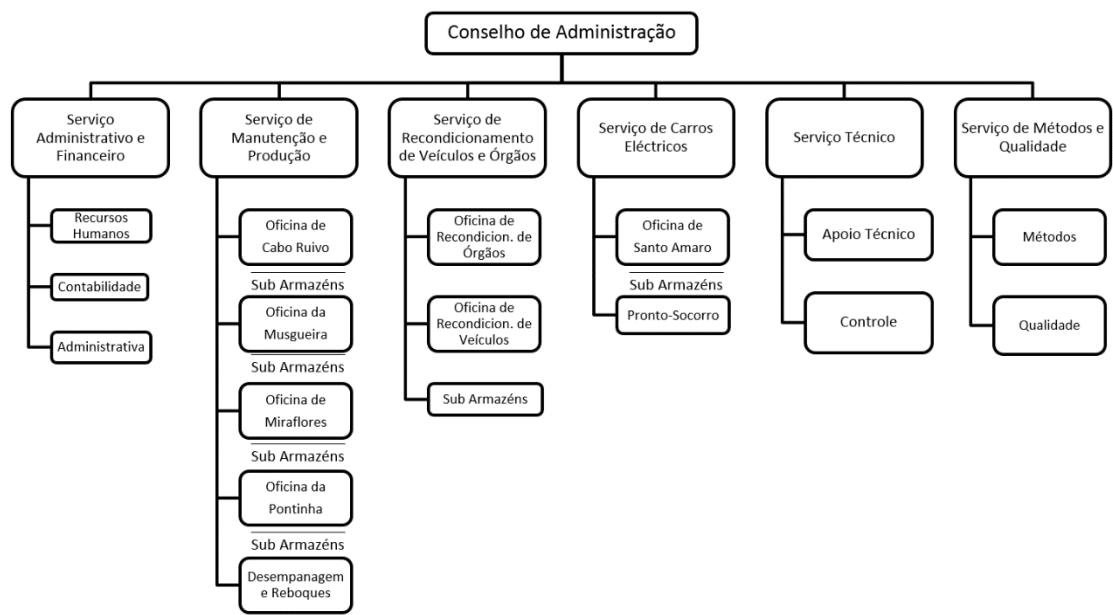 Conselho de Administração
Serviço
Administrativo e
Financeiro
Recursos
Humanos
Contabilidade
Administrativa
Serviço de
Manutenção e
Produção
Oficina de
Cabo Ruivo
Sub Armazéns
Oficina da
Musgueira
Sub Armazéns
Oficina de
Miraflores
Sub Armazéns
Oficina da
Pontinha
Sub Armazéns
Desempanagem
e Reboques
Serviço de
Recondicionamento
de Veículos e Órgãos
Oficina de
Recondicion. de
Órgãos
Oficina de
Recondicion. de
Veículos
Sub Armazéns
Serviço de Carros
Eléctricos
Oficina de
Santo Amaro
Sub Armazéns
Pronto-Socorro
Serviço Técnico
Apoio Técnico
Controle
Serviço de Métodos e
Qualidade
Métodos
Qualidade